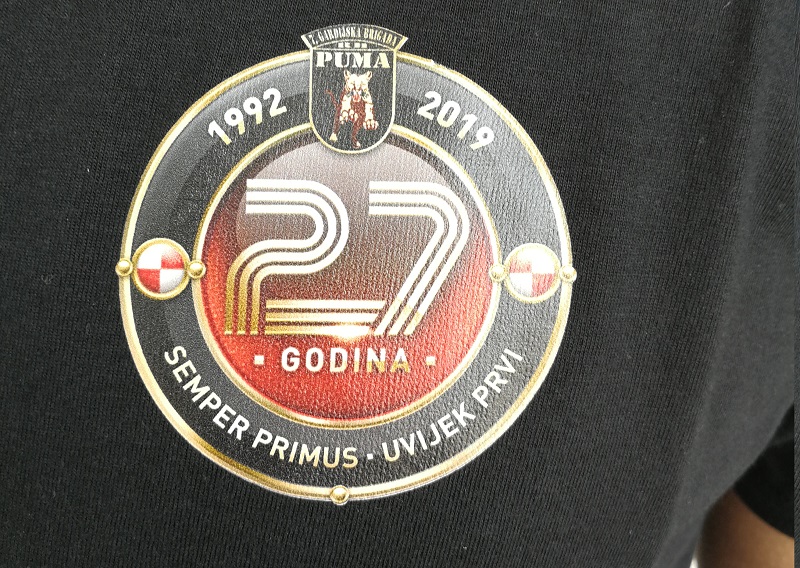 7. GARDIJSKA BRIGADA
PUMA
1992 2019
27
GODINA
SEMPER PRIMUS · UVIJEK PRVI